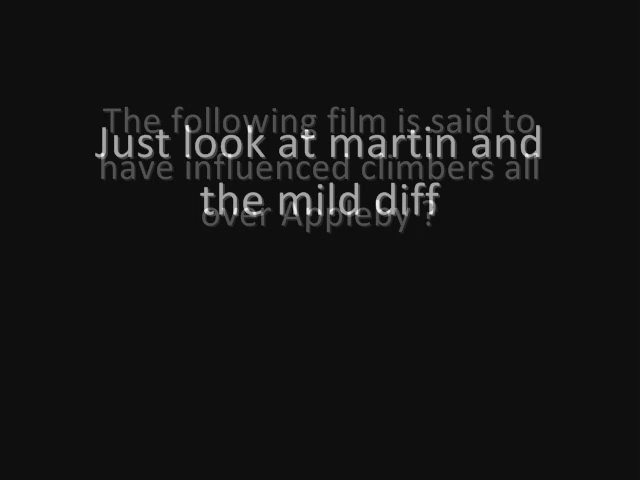 The following film is said to
have influenced climbers all
over Appleby ?
Just look at martin and
the mild diff